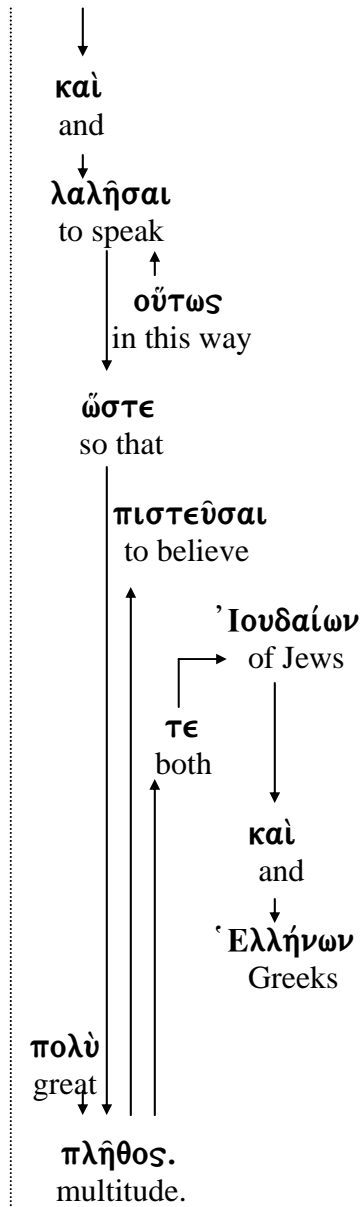 καὶ
and
λαλῆσαι
to speak
οὕτως
in this way
ὥστε
so that
πιστεῦσαι
to believe
Ἰουδαίων
of Jews
τε
both
καὶ
and
Ἑλλήνων
Greeks
πολὺ
great
πλῆθος.
multitude.